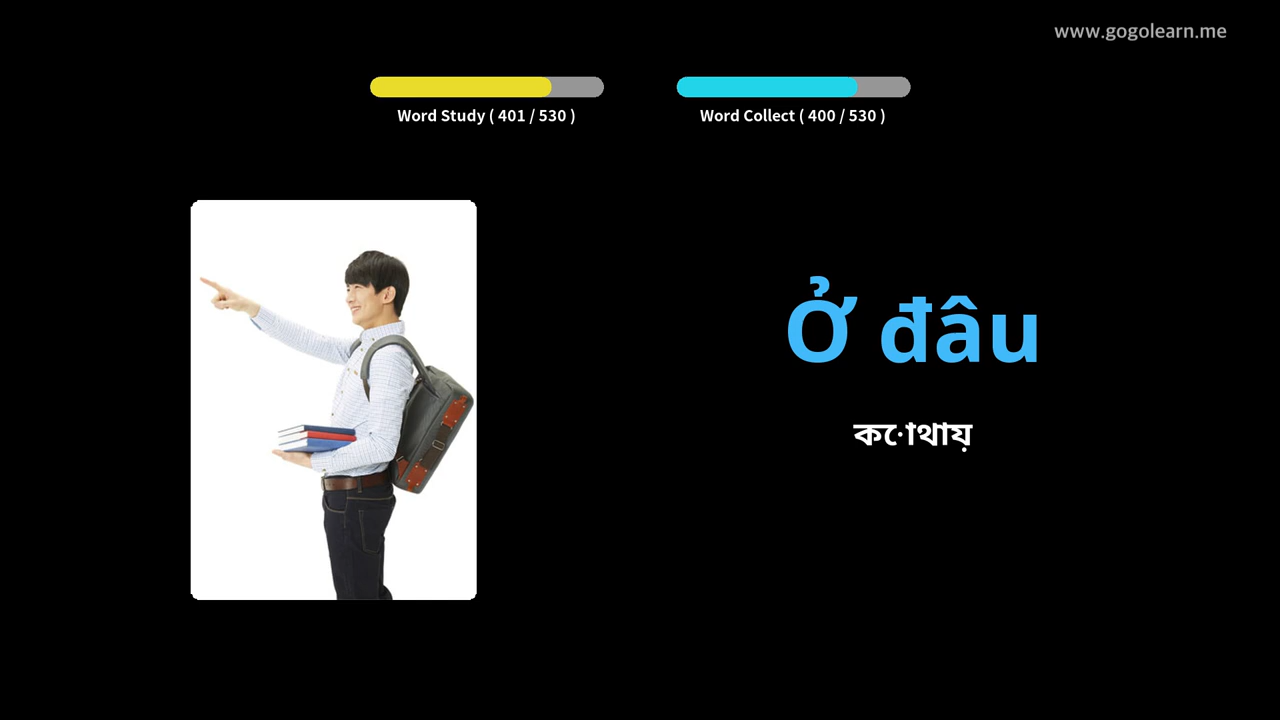 www.gogolearn.me
Word Study ( 401 / 530 )
Word Collect ( 400 / 530 )
Ở đâu
কোথায়